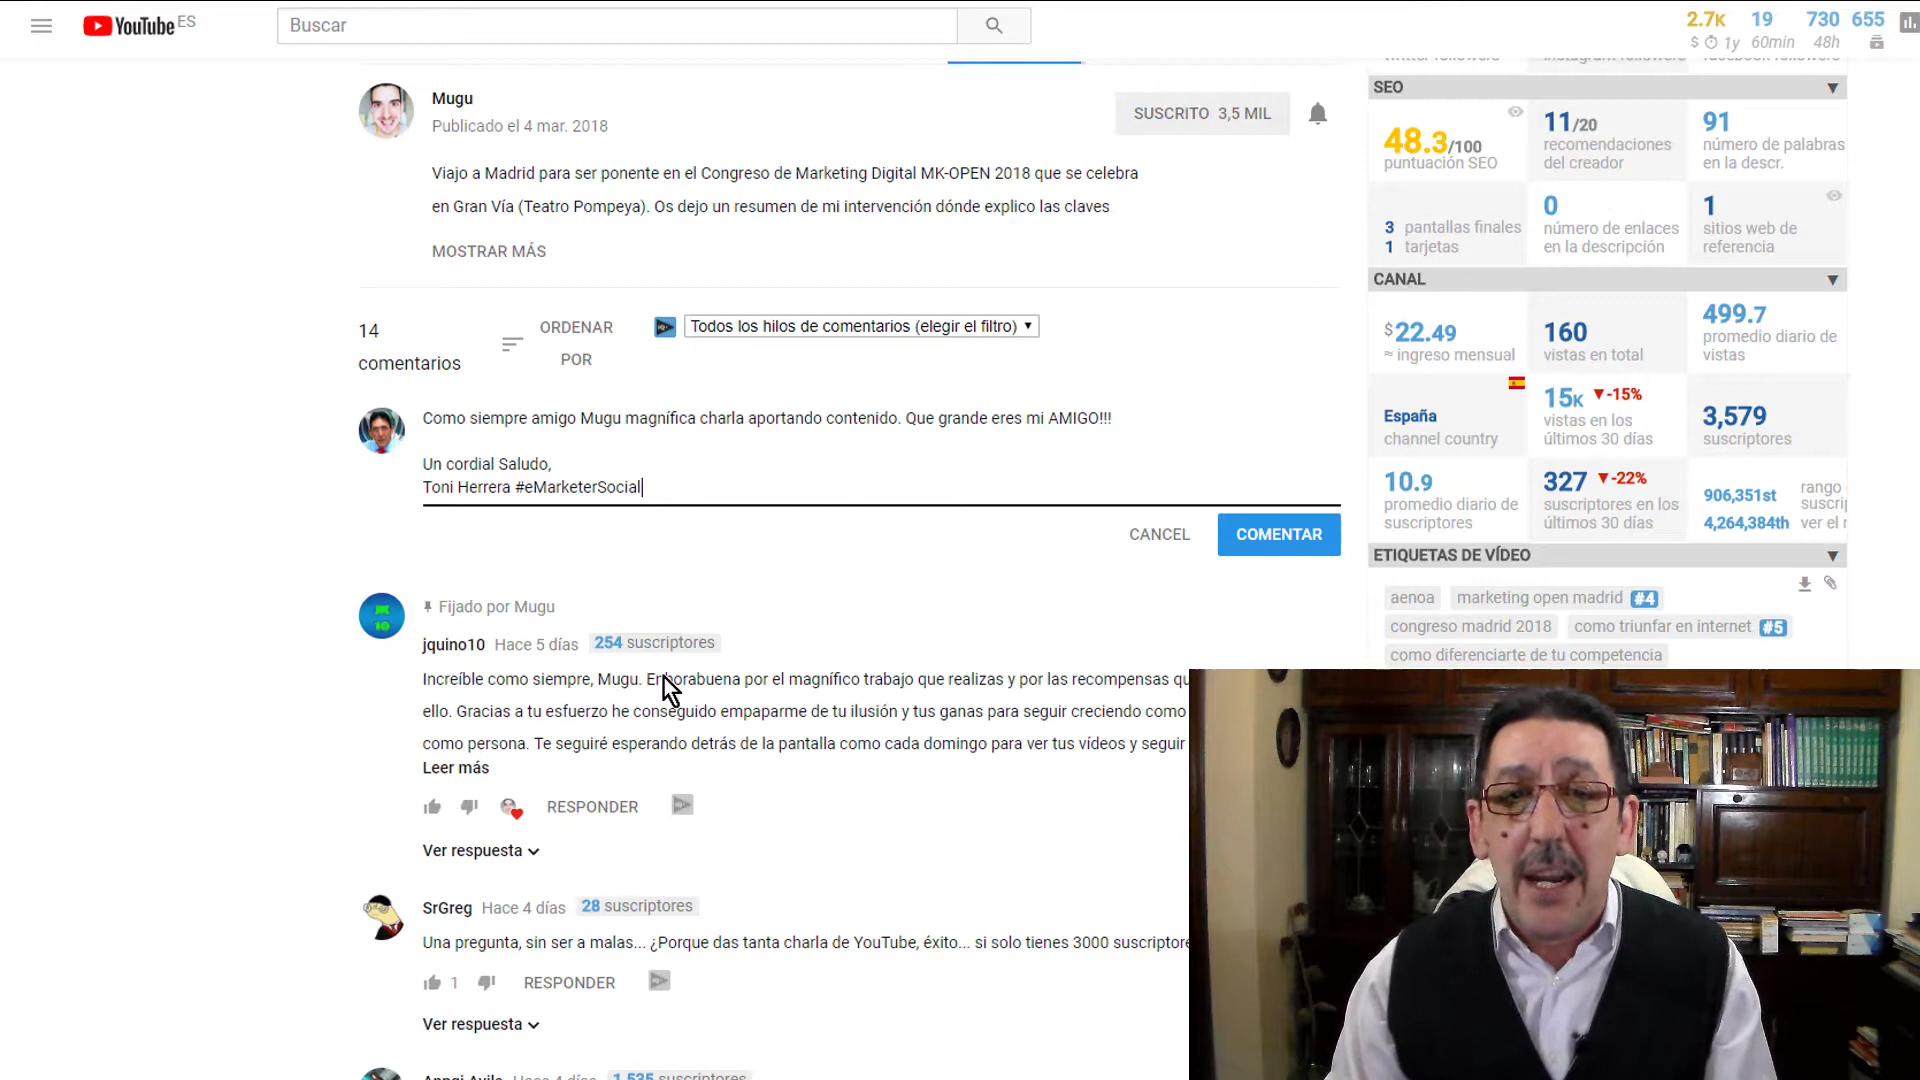 YouTube ES
Buscar
2.7K 19 730 655
$ 1y 60min 48h
Mugu
Publicado el 4 mar. 2018
SUSCRITO 3,5 MIL
Viajo a Madrid para ser ponente en el Congreso de Marketing Digital MK-OPEN 2018 que se celebra
en Gran Vía (Teatro Pompeya). Os dejo un resumen de mi intervención dónde explico las claves
MOSTRAR MÁS
14
comentarios
ORDENAR
POR
Todos los hilos de comentarios (elegir el filtro)
Como siempre amigo Mugu magnífica charla aportando contenido. Que grande eres mi AMIGO!!!
Un cordial Saludo,
Toni Herrera #eMarketerSocial
CANCEL COMENTAR
Fijado por Mugu
jquino10 Hace 5 días 254 suscriptores
Increíble como siempre, Mugu. Enhorabuena por el magnífico trabajo que realizas y por las recompensas
ello. Gracias a tu esfuerzo he conseguido empaparme de tu ilusión y tus ganas para seguir creciendo como
como persona. Te seguiré esperando detrás de la pantalla como cada domingo para ver tus vídeos y seguir
Leer más
RESPONDER
Ver respuesta
SrGreg Hace 4 días 28 suscriptores
Una pregunta, sin ser a malas... ¿Porque das tanta charla de YouTube, éxito... si solo tienes 3000 suscriptore
1 RESPONDER
Ver respuesta
Hace 4 días 1,535 suscriptores
SEO
48.3/100
puntuación SEO
11/20
recomendaciones
del creador
91
número de palabras
en la descr.
3 pantallas finales
1 tarjetas
0
número de enlaces
en la descripción
1
sitios web de
referencia
CANAL
$22.49
≈ ingreso mensual
160
vistas en total
499.7
promedio diario de
vistas
España
channel country
15K ▼-15%
vistas en los
últimos 30 días
3,579
suscriptores
10.9
promedio diario de
suscriptores
327 ▼-22%
suscriptores en los
últimos 30 días
906,351st rango
suscrip
4,264,384th ver el r
ETIQUETAS DE VÍDEO
aenoa marketing open madrid #4
congreso madrid 2018 como triunfar en internet #5
como diferenciarte de tu competencia